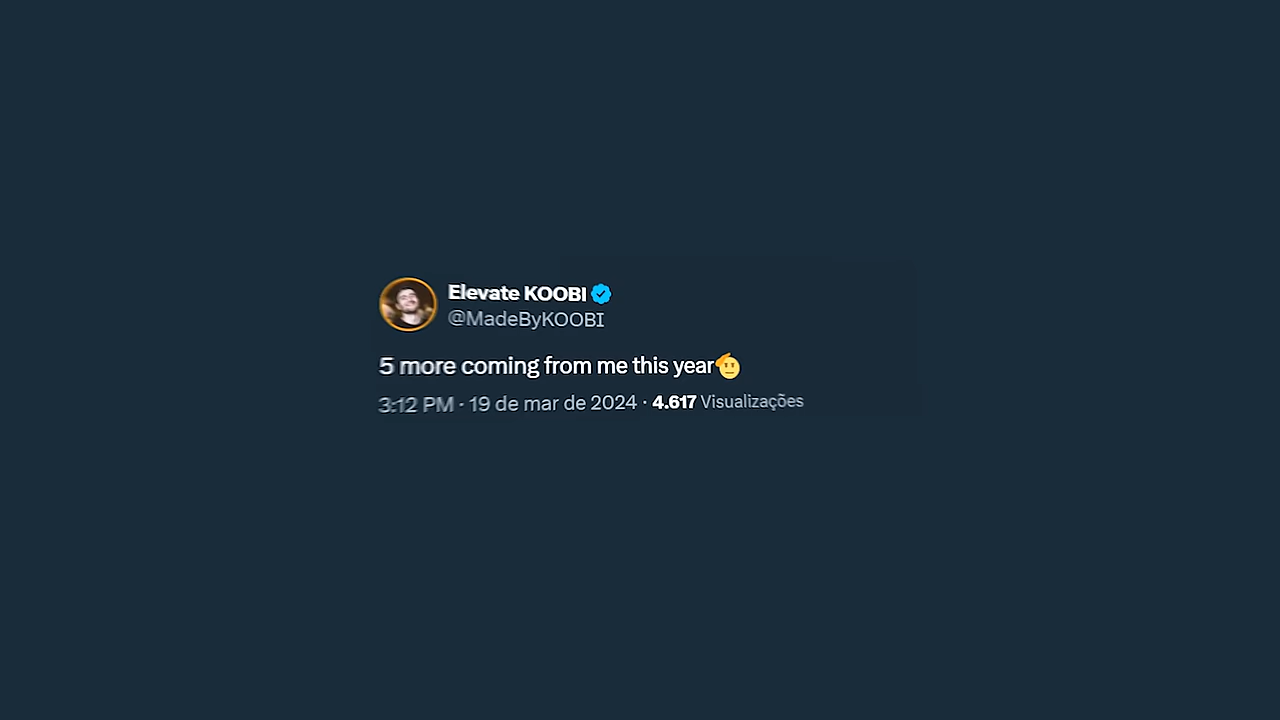 Elevate KOOBI
@MadeByKOOBI
5 more coming from me this year🫡
3:12 PM · 19 de mar de 2024 · 4.617 Visualizações